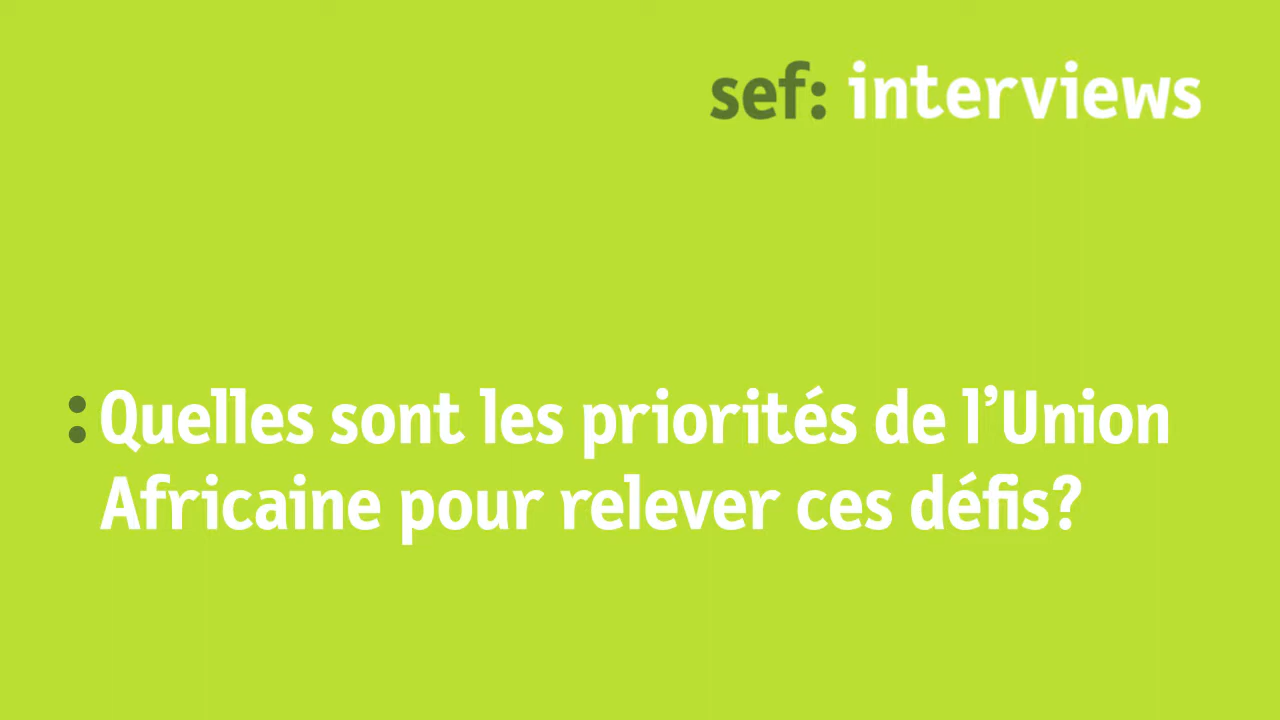 sef: interviews
: Quelles sont les priorités de l’Union
Africaine pour relever ces défis?